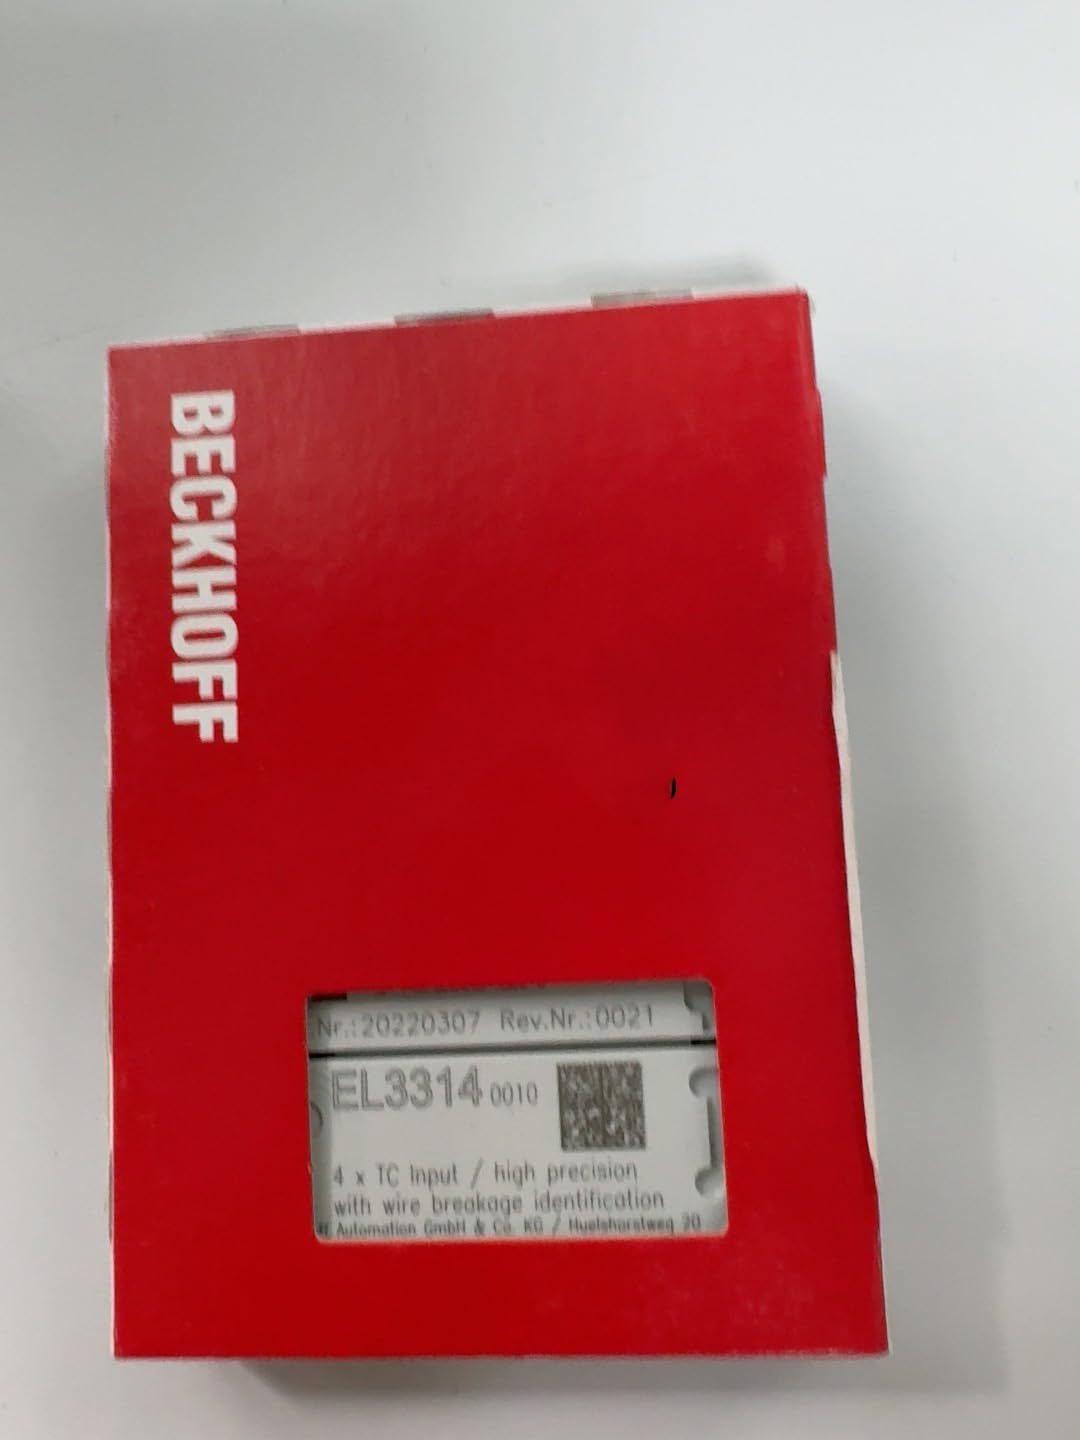 BECKHOFF
Nr.:20220307 Rev.Nr.:0021
EL3314 0010
4 x TC Input / high precision
with wire breakage identification
Automation GmbH & Co. KG / Huelshorstweg 20